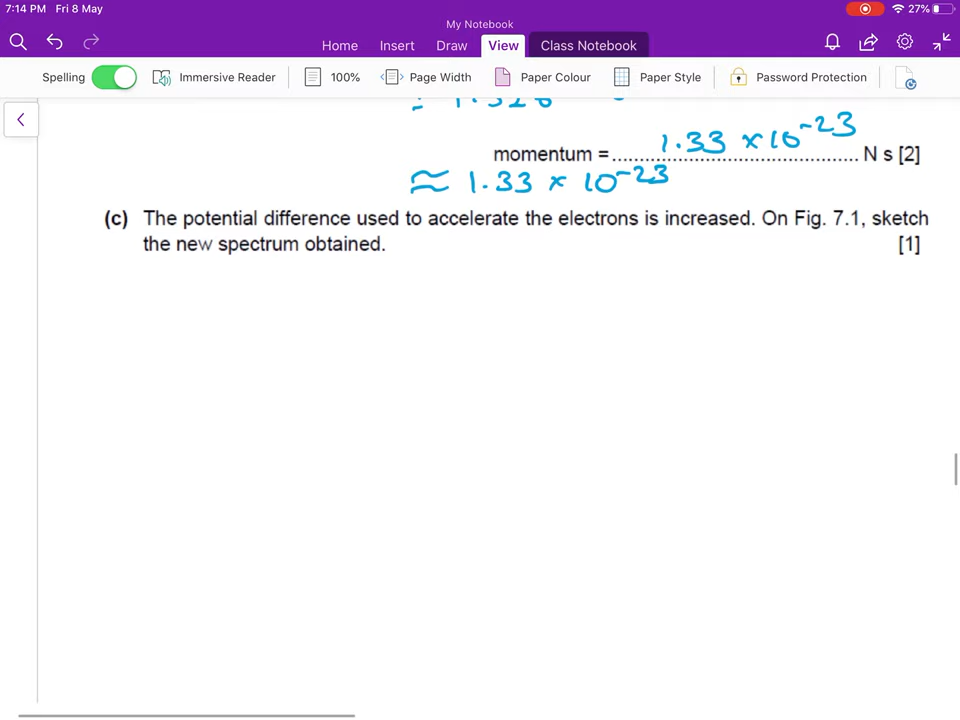 7:14 PM Fri 8 May
27%
My Notebook
Home Insert Draw View Class Notebook
Spelling Immersive Reader 100% Page Width Paper Colour Paper Style Password Protection
1.33 × 10⁻²³
momentum = .................................................. N s [2]
≈ 1.33 × 10⁻²³
(c) The potential difference used to accelerate the electrons is increased. On Fig. 7.1, sketch
the new spectrum obtained. [1]